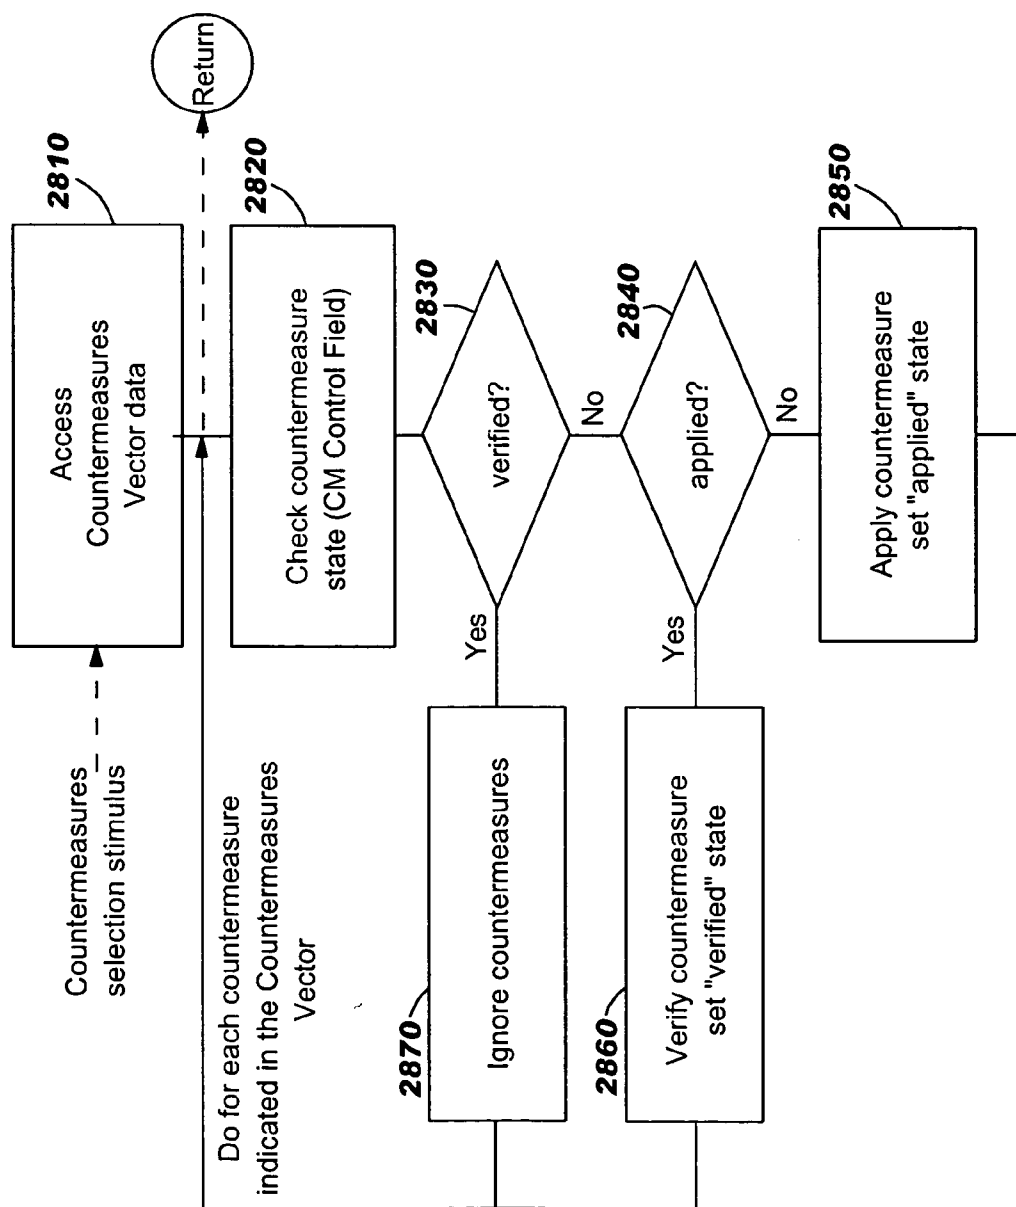 Countermeasures
selection stimulus
Access
Countermeasures
Vector data
2810
Return
Do for each countermeasure
indicated in the Countermeasures
Vector
Check countermeasure
state (CM Control Field)
2820
verified?
2830
Yes
No
2870
Ignore countermeasures
applied?
2840
Yes
No
2860
Verify countermeasure
set "verified" state
Apply countermeasure
set "applied" state
2850